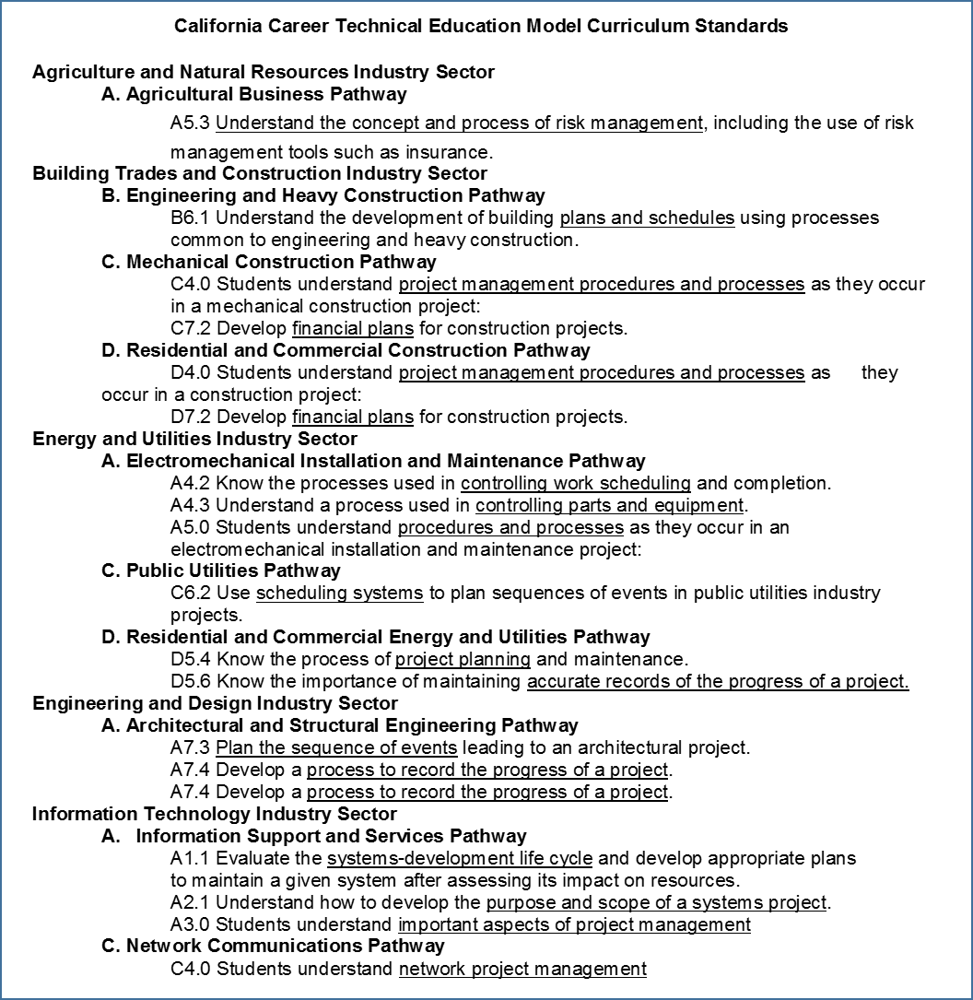 California Career Technical Education Model Curriculum Standards
Agriculture and Natural Resources Industry Sector
A. Agricultural Business Pathway
A5.3 Understand the concept and process of risk management, including the use of risk
management tools such as insurance.
Building Trades and Construction Industry Sector
B. Engineering and Heavy Construction Pathway
B6.1 Understand the development of building plans and schedules using processes
common to engineering and heavy construction.
C. Mechanical Construction Pathway
C4.0 Students understand project management procedures and processes as they occur
in a mechanical construction project:
C7.2 Develop financial plans for construction projects.
D. Residential and Commercial Construction Pathway
D4.0 Students understand project management procedures and processes as they
occur in a construction project:
D7.2 Develop financial plans for construction projects.
Energy and Utilities Industry Sector
A. Electromechanical Installation and Maintenance Pathway
A4.2 Know the processes used in controlling work scheduling and completion.
A4.3 Understand a process used in controlling parts and equipment.
A5.0 Students understand procedures and processes as they occur in an
electromechanical installation and maintenance project:
C. Public Utilities Pathway
C6.2 Use scheduling systems to plan sequences of events in public utilities industry
projects.
D. Residential and Commercial Energy and Utilities Pathway
D5.4 Know the process of project planning and maintenance.
D5.6 Know the importance of maintaining accurate records of the progress of a project.
Engineering and Design Industry Sector
A. Architectural and Structural Engineering Pathway
A7.3 Plan the sequence of events leading to an architectural project.
A7.4 Develop a process to record the progress of a project.
A7.4 Develop a process to record the progress of a project.
Information Technology Industry Sector
A. Information Support and Services Pathway
A1.1 Evaluate the systems-development life cycle and develop appropriate plans
to maintain a given system after assessing its impact on resources.
A2.1 Understand how to develop the purpose and scope of a systems project.
A3.0 Students understand important aspects of project management
C. Network Communications Pathway
C4.0 Students understand network project management